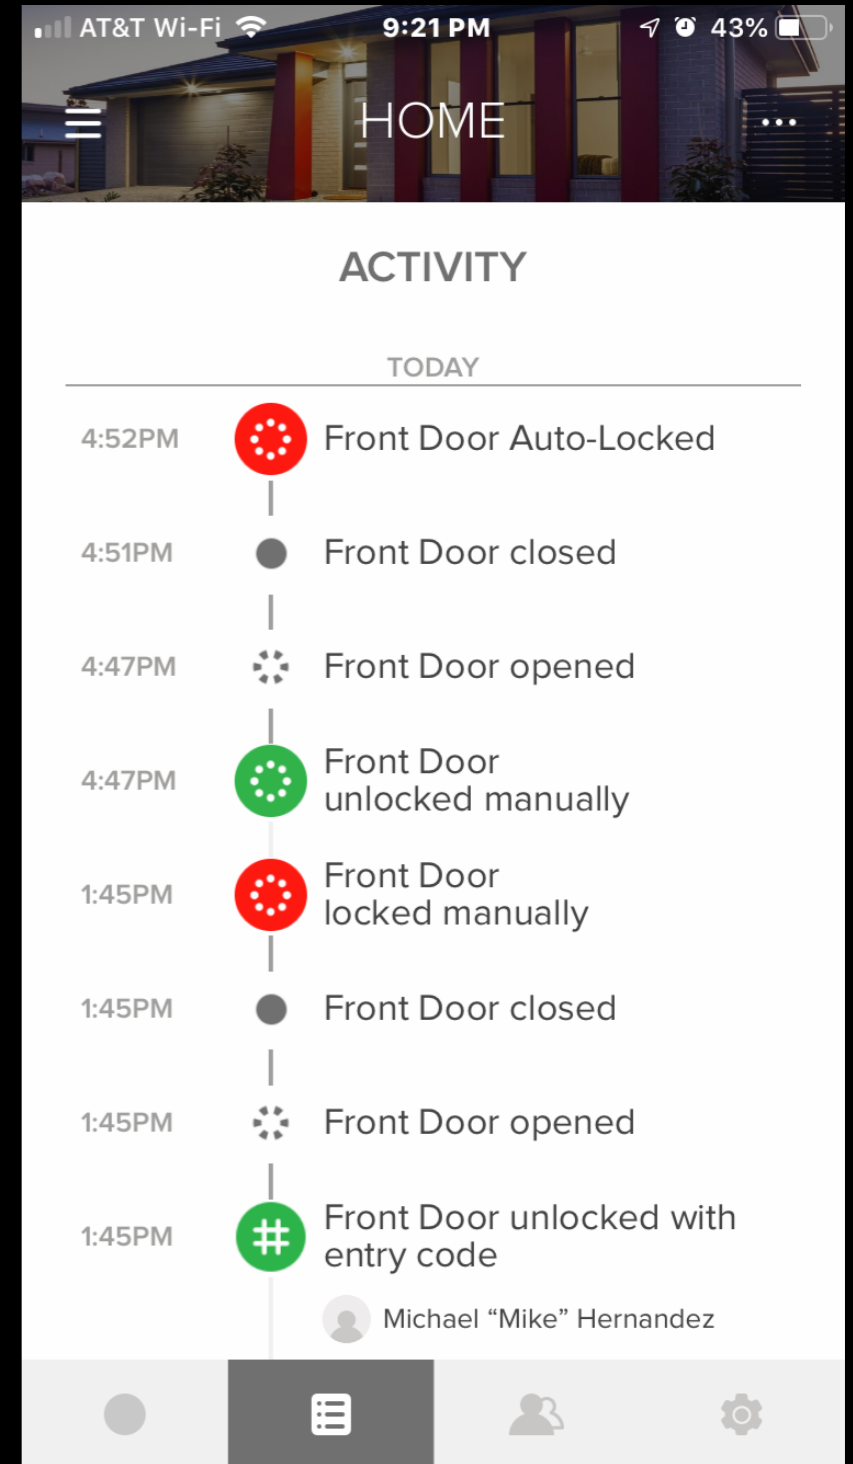 AT&T Wi-Fi 9:21 PM 43%
HOME
ACTIVITY
TODAY
4:52PM Front Door Auto-Locked
4:51PM Front Door closed
4:47PM Front Door opened
4:47PM Front Door
unlocked manually
1:45PM Front Door
locked manually
1:45PM Front Door closed
1:45PM Front Door opened
1:45PM # Front Door unlocked with
entry code
Michael “Mike” Hernandez